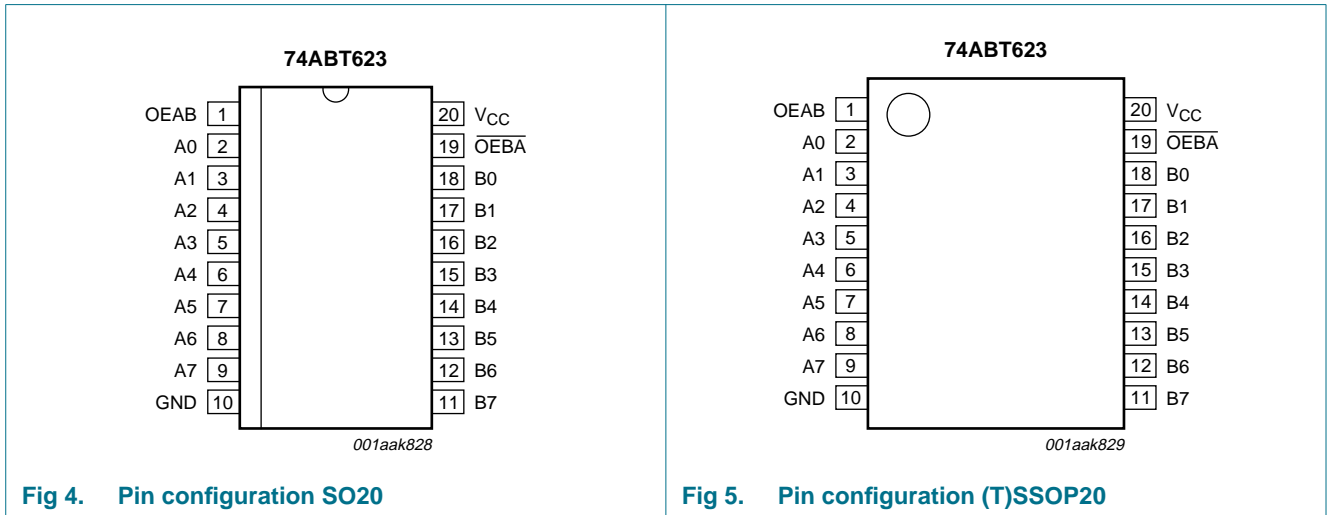 74ABT623
OEAB 1 20 VCC
A0 2 19 O̅E̅B̅A̅
A1 3 18 B0
A2 4 17 B1
A3 5 16 B2
A4 6 15 B3
A5 7 14 B4
A6 8 13 B5
A7 9 12 B6
GND 10 11 B7
001aak828
Fig 4. Pin configuration SO20
74ABT623
OEAB 1 20 VCC
A0 2 19 O̅E̅B̅A̅
A1 3 18 B0
A2 4 17 B1
A3 5 16 B2
A4 6 15 B3
A5 7 14 B4
A6 8 13 B5
A7 9 12 B6
GND 10 11 B7
001aak829
Fig 5. Pin configuration (T)SSOP20